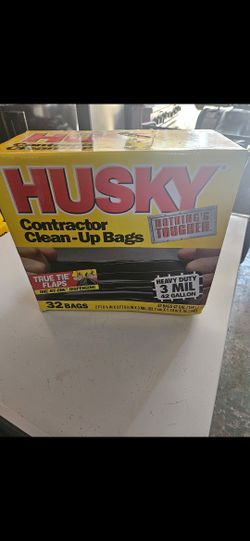 HUSKY
Contractor
Clean-Up Bags
NOTHING'S
TOUGHER
TRUE TIE
FLAPS
HEAVY DUTY
3 MIL
42 GALLON
32 BAGS